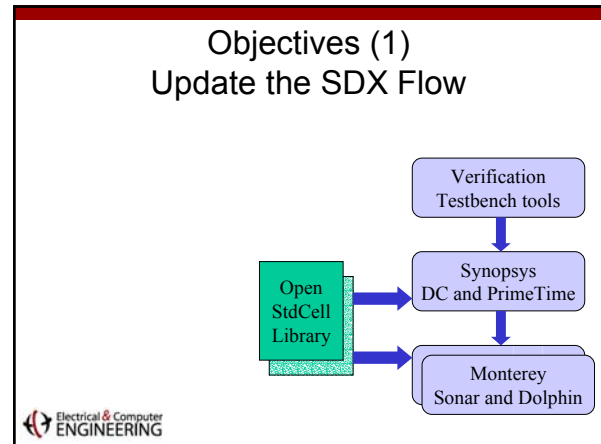 Objectives (1)
Update the SDX Flow
Verification
Testbench tools
Synopsys
DC and PrimeTime
Open
StdCell
Library
Monterey
Sonar and Dolphin
Electrical & Computer
ENGINEERING